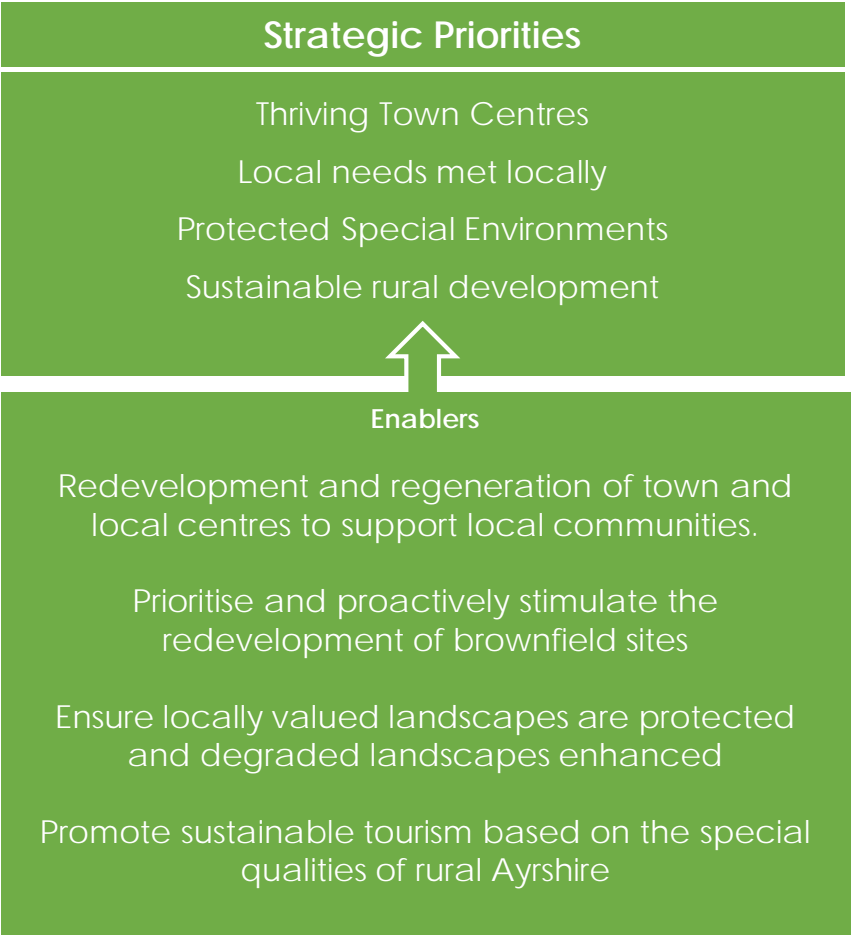 Strategic Priorities
Thriving Town Centres
Local needs met locally
Protected Special Environments
Sustainable rural development
Enablers
Redevelopment and regeneration of town and
local centres to support local communities.
Prioritise and proactively stimulate the
redevelopment of brownfield sites
Ensure locally valued landscapes are protected
and degraded landscapes enhanced
Promote sustainable tourism based on the special
qualities of rural Ayrshire